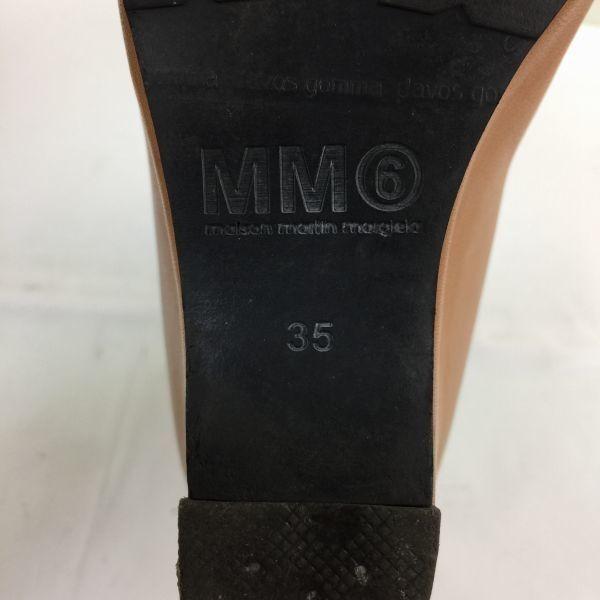 davos gomma davos go
MM⑥
maison martin margiela
35